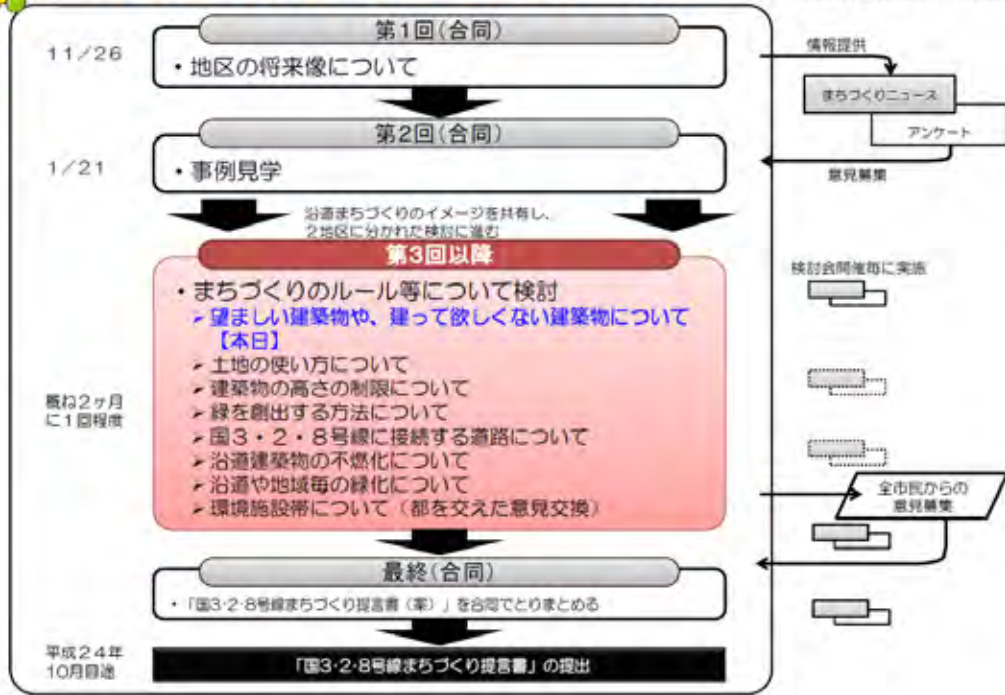 第1回(合同)
11/26
・地区の将来像について
情報提供
まちづくりニュース
アンケート
意見募集
第2回(合同)
1/21
・事例見学
沿道まちづくりのイメージを共有し、
2地区に分かれた検討に進む
第3回以降
検討会開催毎に実施
・まちづくりのルール等について検討
➢望ましい建築物や、建って欲しくない建築物について
【本日】
➢土地の使い方について
➢建築物の高さの制限について
➢緑を創出する方法について
➢国3・2・8号線に接続する道路について
➢沿道建築物の不燃化について
➢沿道や地域毎の緑化について
➢環境施設帯について(都を交えた意見交換)
概ね2ヶ月
に1回程度
全市民からの
意見募集
最終(合同)
・「国3・2・8号線まちづくり提言書(案)」を合同でとりまとめる
平成24年
10月目途
「国3・2・8号線まちづくり提言書」の提出